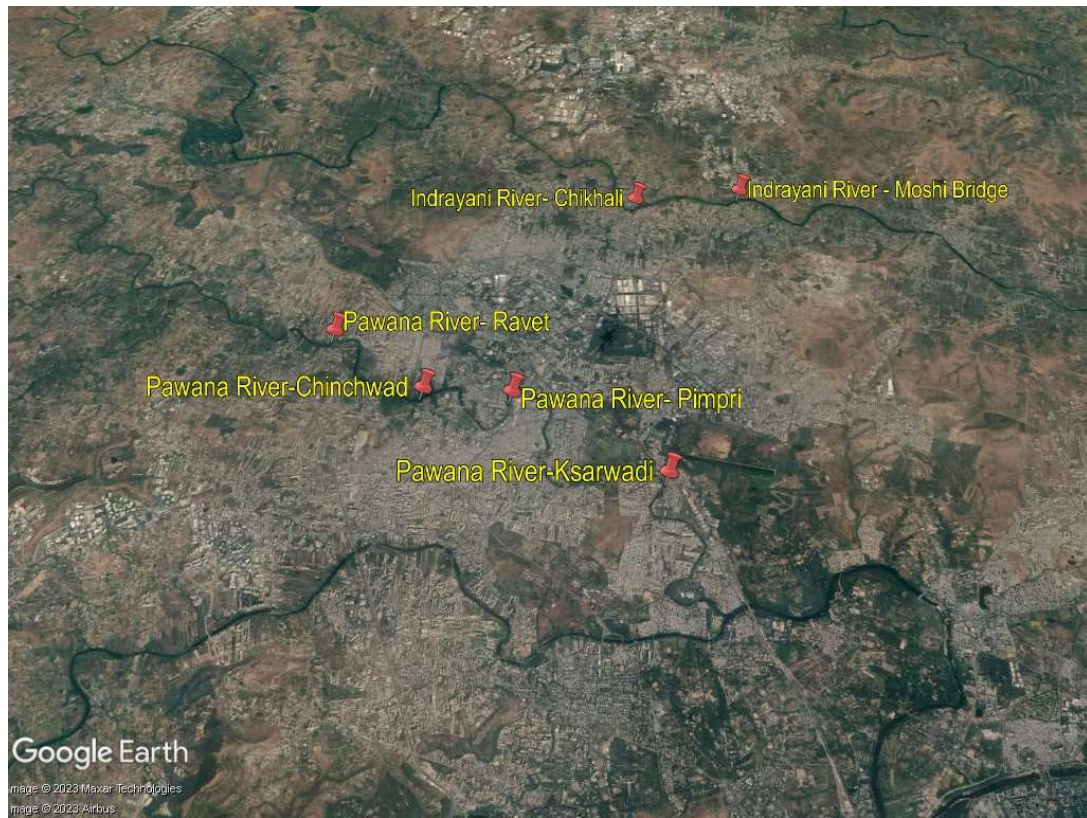 Indrayani River- Chikhali
Indrayani River - Moshi Bridge
Pawana River- Ravet
Pawana River-Chinchwad
Pawana River- Pimpri
Pawana River-Ksarwadi
Google Earth
mage © 2023 Maxar Technologies
mage © 2023 Airbus